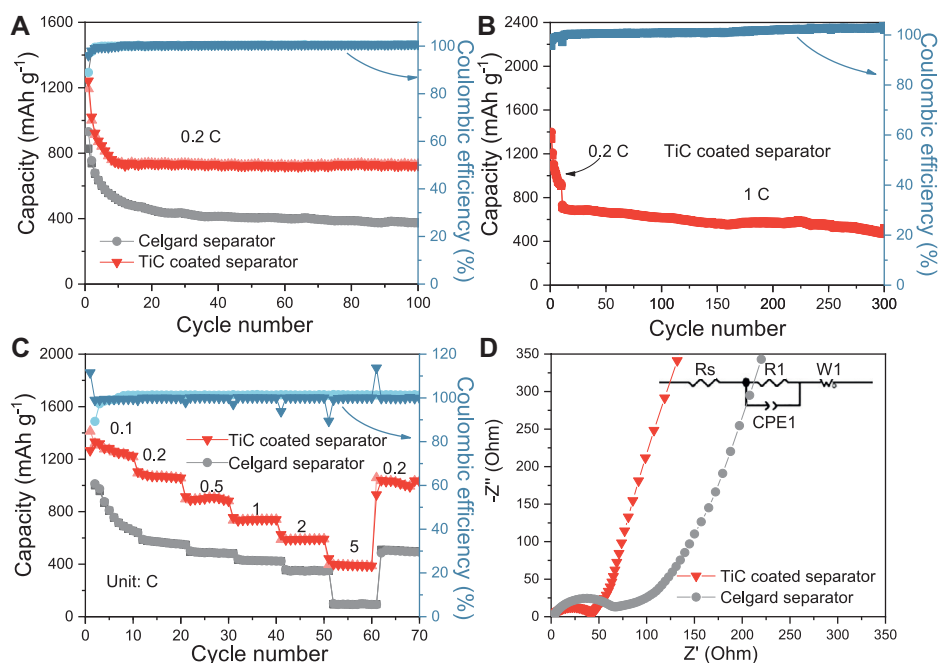 A
Capacity (mAh g⁻¹)
1600
1200
800
400
0
0.2 C
Celgard separator
TiC coated separator
0
20
40
60
80
100
Cycle number
100
80
60
40
20
0
Coulombic efficiency (%)
B
Capacity (mAh g⁻¹)
2400
2000
1600
1200
800
400
0
0.2 C
TiC coated separator
1 C
0
50
100
150
200
250
300
Cycle number
100
80
60
40
20
0
Coulombic efficiency (%)
C
Capacity (mAh g⁻¹)
2000
1600
1200
800
400
0
0.1
0.2
0.5
1
2
5
0.2
TiC coated separator
Celgard separator
Unit: C
0
10
20
30
40
50
60
70
Cycle number
120
100
80
60
40
20
0
Coulombic efficiency (%)
D
-Z" (Ohm)
350
300
250
200
150
100
50
0
Rs
R1
W1
CPE1
TiC coated separator
Celgard separator
0
50
100
150
200
250
300
350
Z' (Ohm)